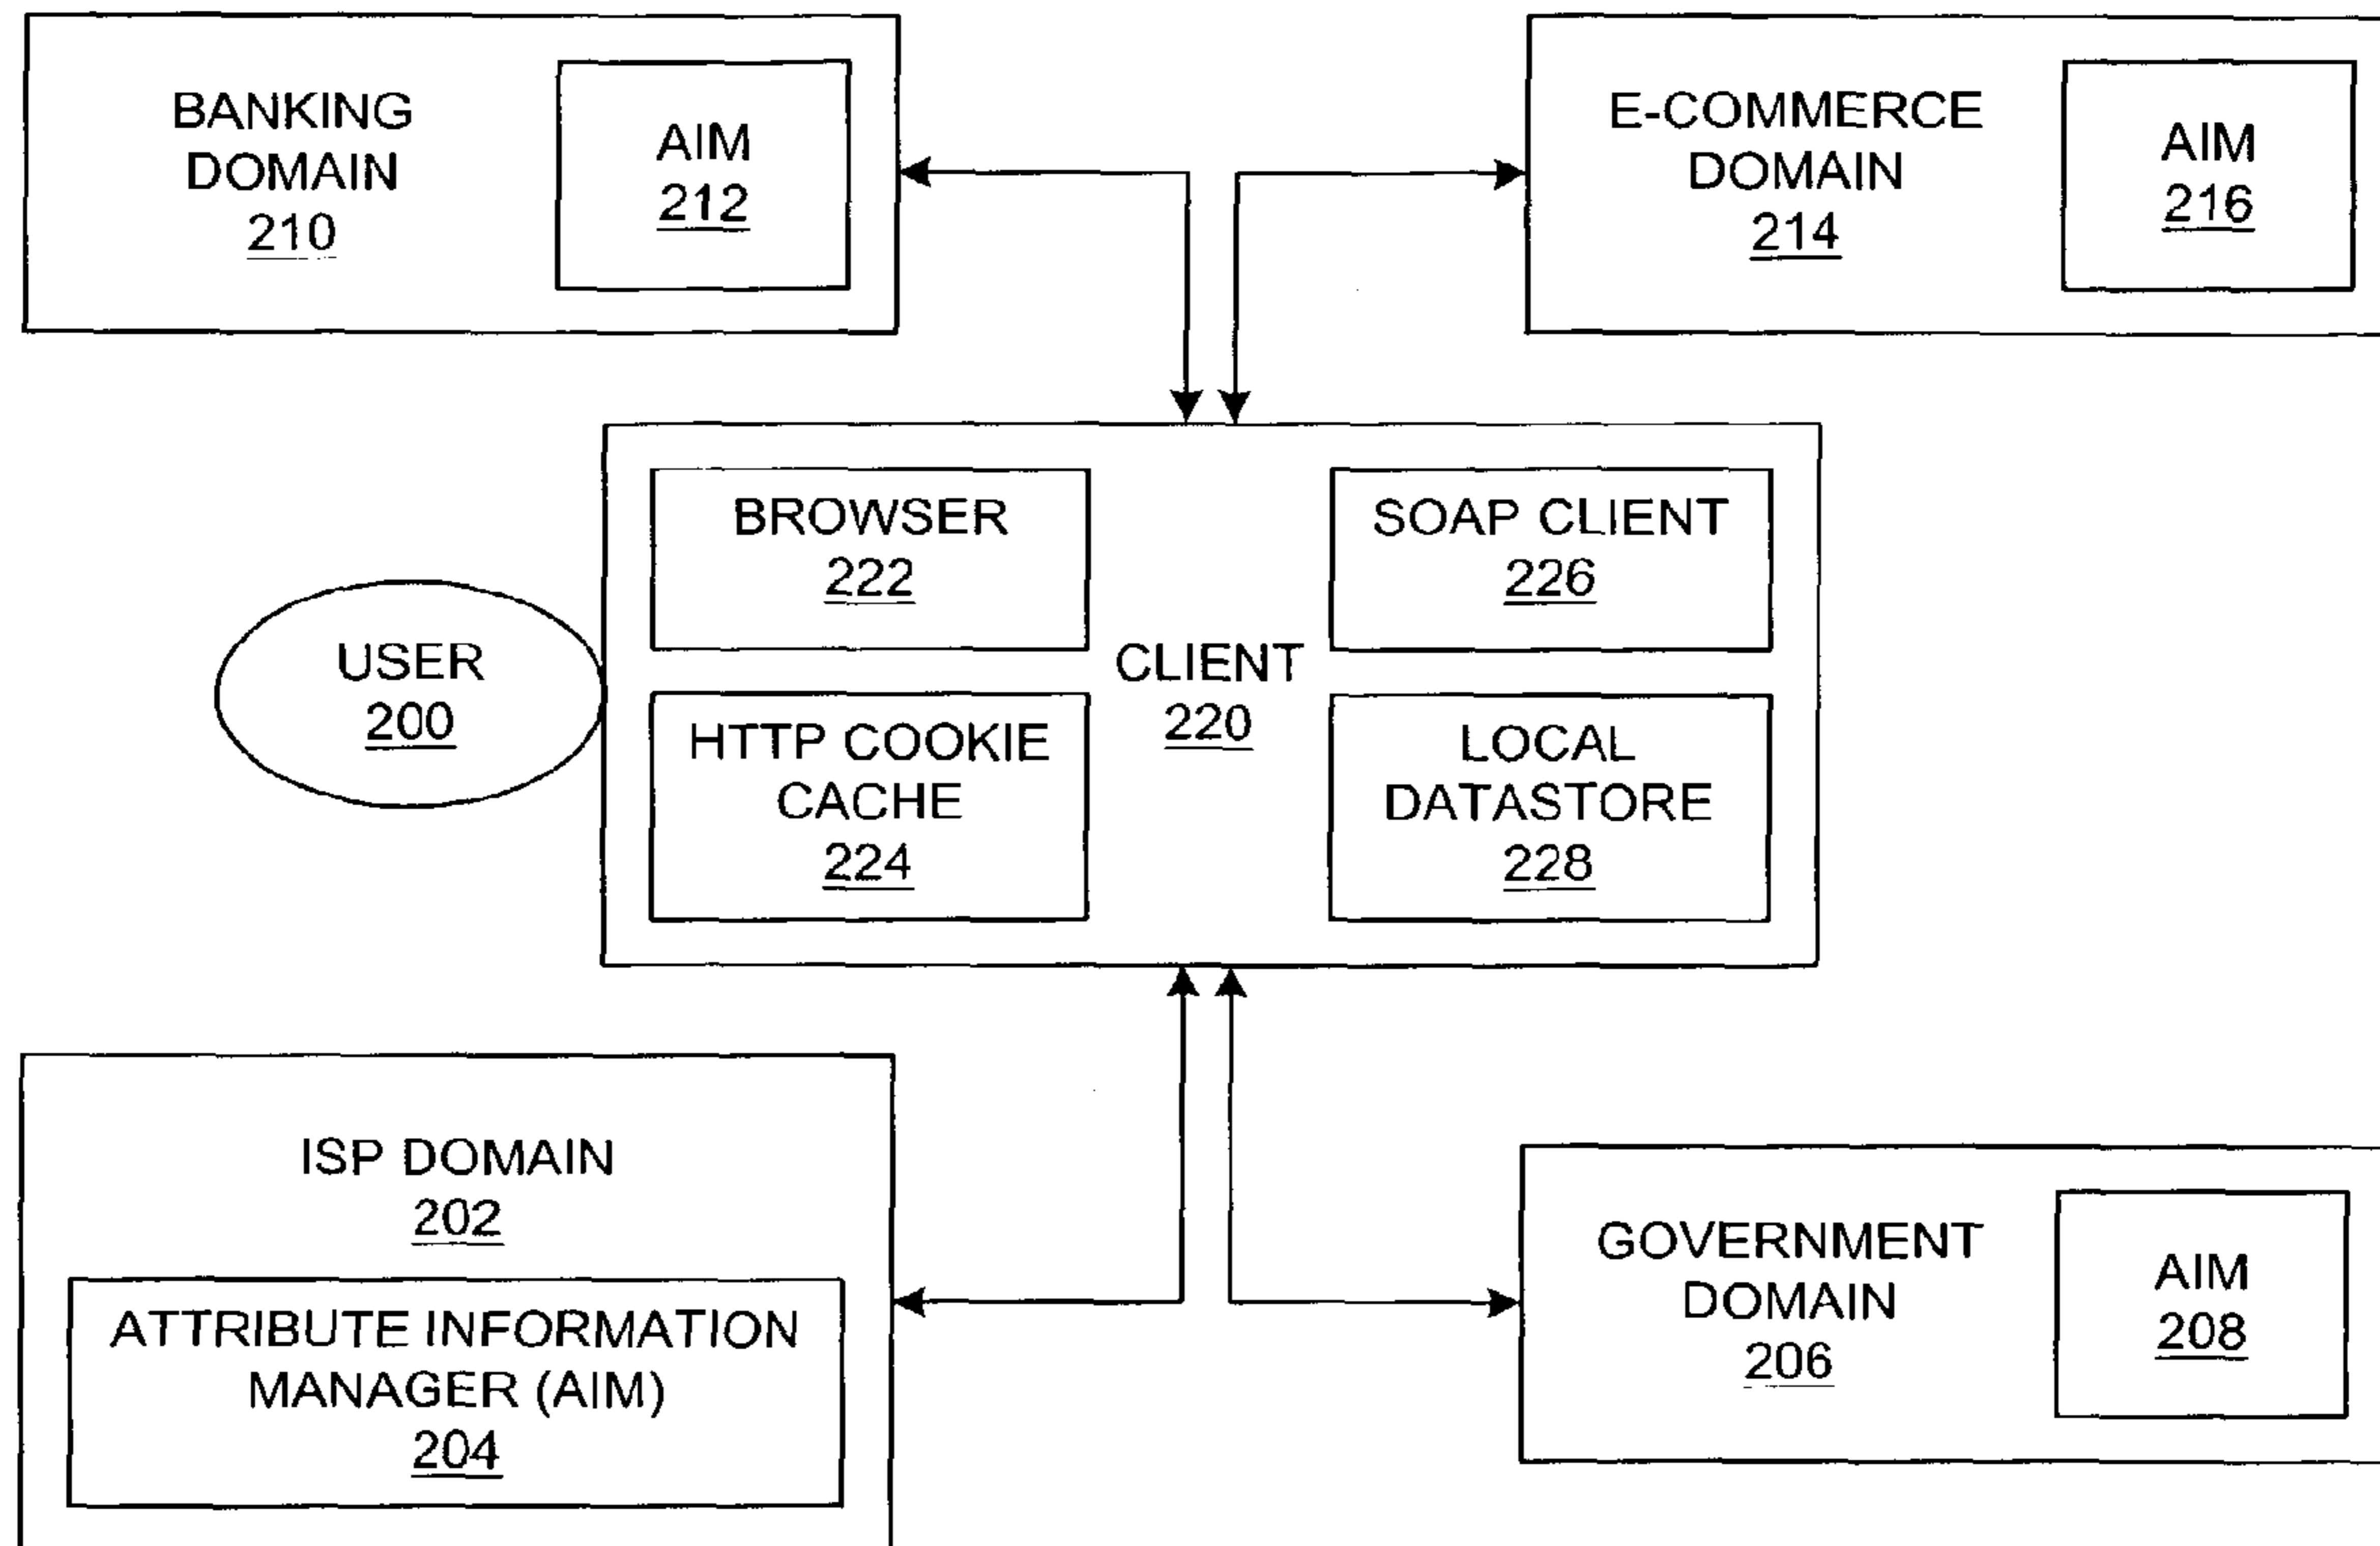 BANKING
DOMAIN
210
AIM
212
E-COMMERCE
DOMAIN
214
AIM
216
BROWSER
222
SOAP CLIENT
226
USER
200
CLIENT
220
HTTP COOKIE
CACHE
224
LOCAL
DATASTORE
228
ISP DOMAIN
202
ATTRIBUTE INFORMATION
MANAGER (AIM)
204
GOVERNMENT
DOMAIN
206
AIM
208